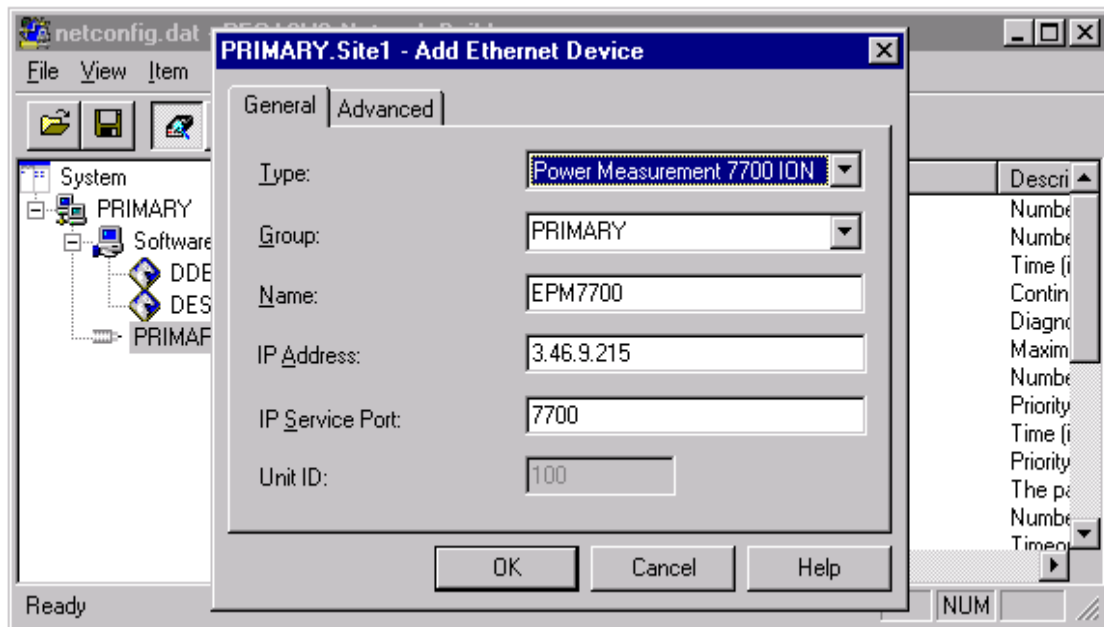 netconfig.dat -
PRIMARY.Site1 - Add Ethernet Device
File View Item
General Advanced
Type: Power Measurement 7700 ION
Group: PRIMARY
Name: EPM7700
IP Address: 3.46.9.215
IP Service Port: 7700
Unit ID: 100
OK Cancel Help
System
PRIMARY
Software
DDE
DES
PRIMAR
Descri
Numbe
Numbe
Time (i
Contin
Diagno
Maxim
Numbe
Priority
Time (i
Priority
The pa
Numbe
Timeou
Ready NUM